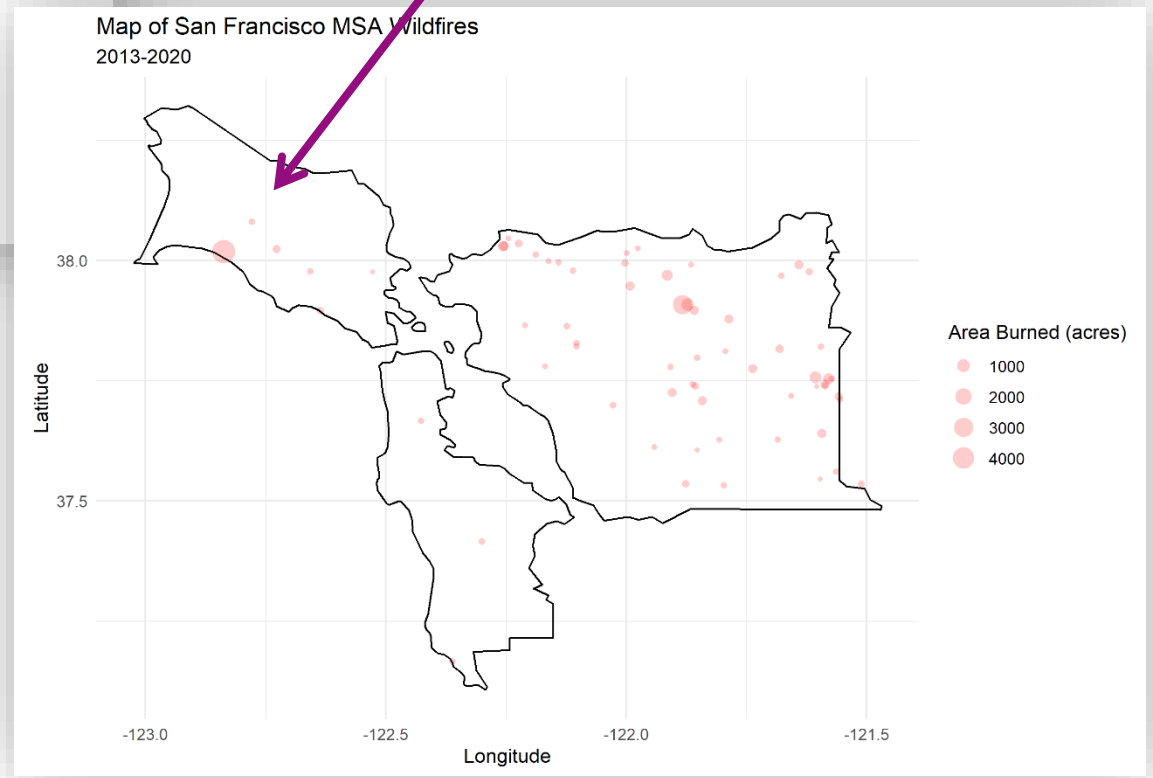 Map of San Francisco MSA Wildfires
2013-2020
38.0
37.5
Latitude
-123.0
-122.5
-122.0
-121.5
Longitude
Area Burned (acres)
1000
2000
3000
4000